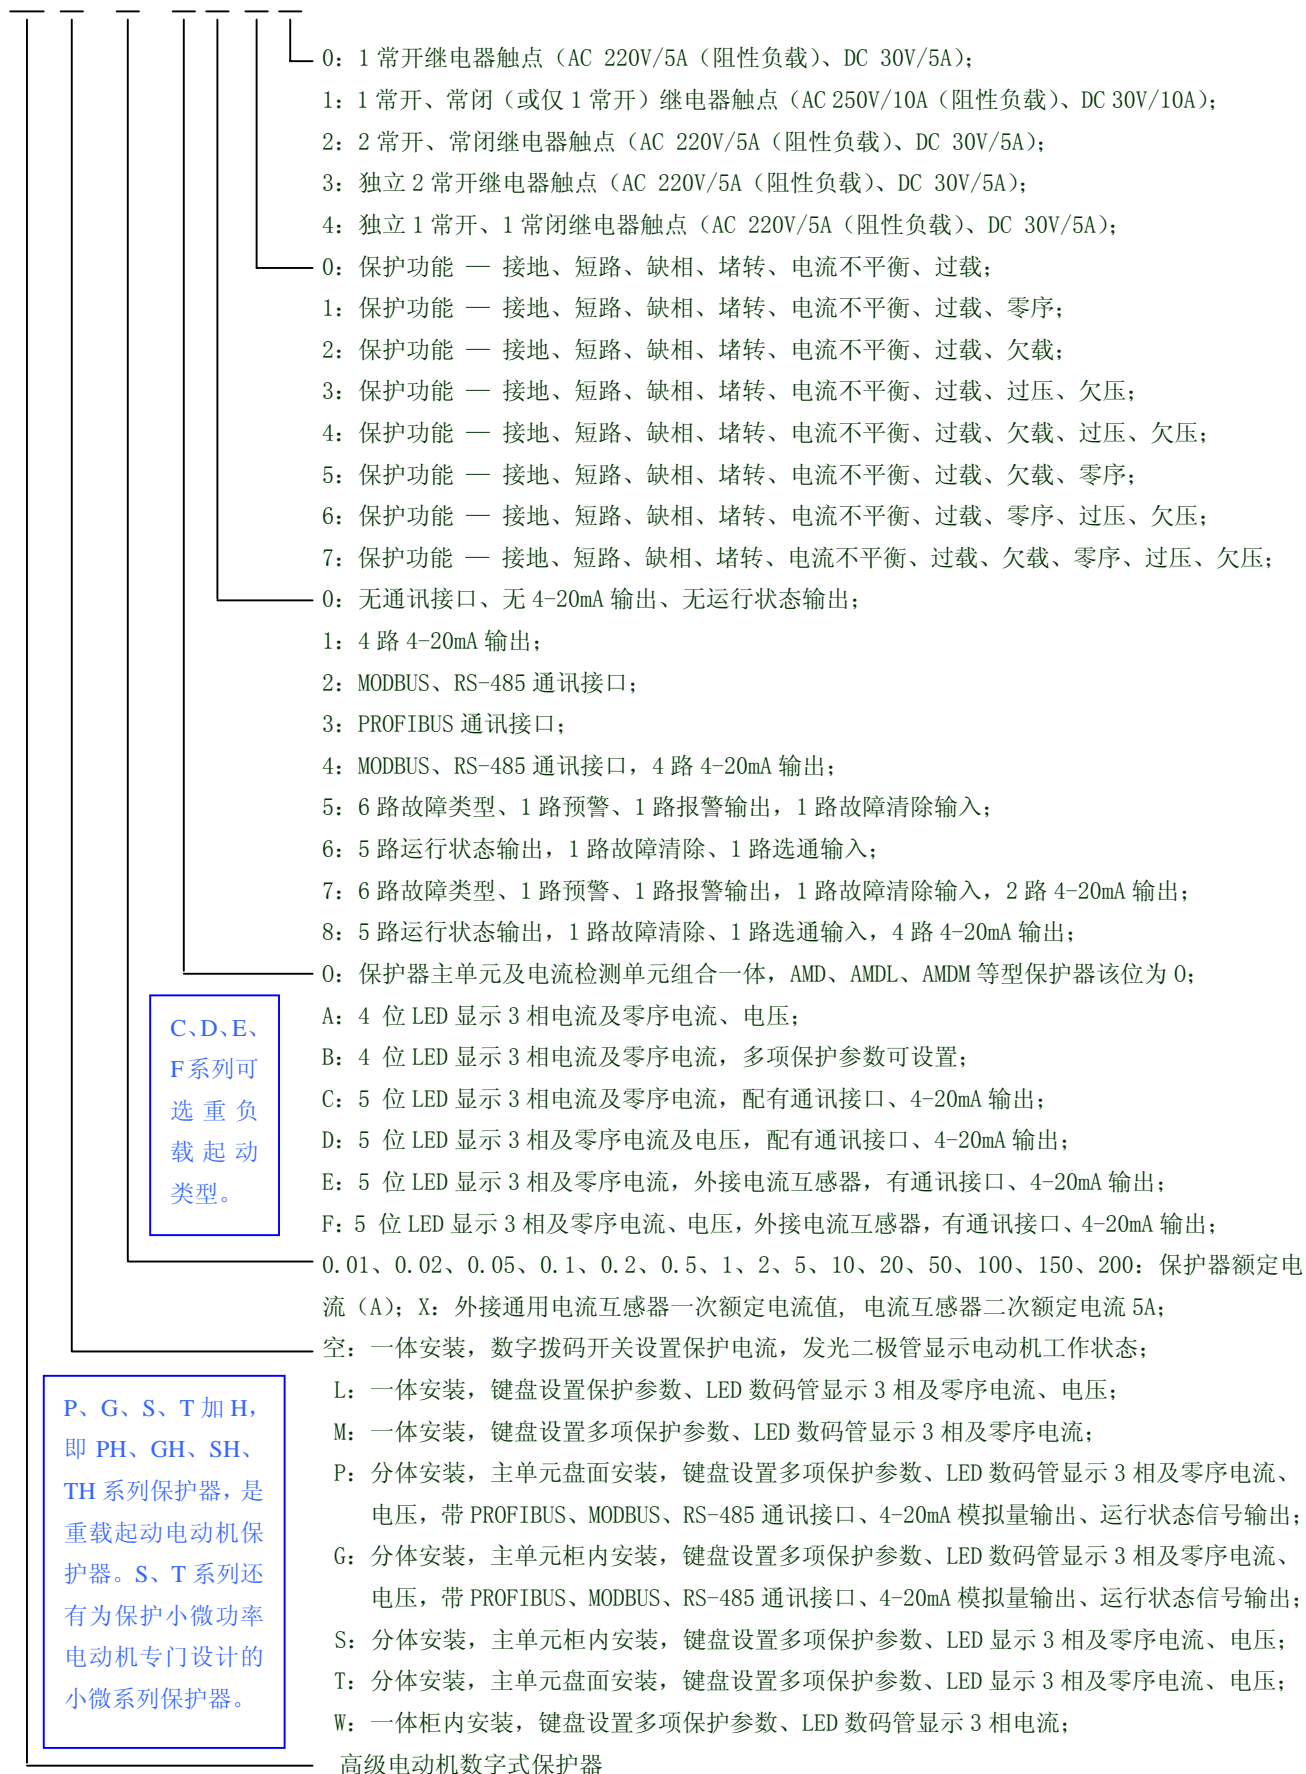 0：1 常开继电器触点（AC 220V/5A（阻性负载）、DC 30V/5A）；
1：1 常开、常闭（或仅 1 常开）继电器触点（AC 250V/10A（阻性负载）、DC 30V/10A）；
2：2 常开、常闭继电器触点（AC 220V/5A（阻性负载）、DC 30V/5A）；
3：独立 2 常开继电器触点（AC 220V/5A（阻性负载）、DC 30V/5A）；
4：独立 1 常开、1 常闭继电器触点（AC 220V/5A（阻性负载）、DC 30V/5A）；
0：保护功能 — 接地、短路、缺相、堵转、电流不平衡、过载；
1：保护功能 — 接地、短路、缺相、堵转、电流不平衡、过载、零序；
2：保护功能 — 接地、短路、缺相、堵转、电流不平衡、过载、欠载；
3：保护功能 — 接地、短路、缺相、堵转、电流不平衡、过载、过压、欠压；
4：保护功能 — 接地、短路、缺相、堵转、电流不平衡、过载、欠载、过压、欠压；
5：保护功能 — 接地、短路、缺相、堵转、电流不平衡、过载、欠载、零序；
6：保护功能 — 接地、短路、缺相、堵转、电流不平衡、过载、零序、过压、欠压；
7：保护功能 — 接地、短路、缺相、堵转、电流不平衡、过载、欠载、零序、过压、欠压；
0：无通讯接口、无 4-20mA 输出、无运行状态输出；
1：4 路 4-20mA 输出；
2：MODBUS、RS-485 通讯接口；
3：PROFIBUS 通讯接口；
4：MODBUS、RS-485 通讯接口，4 路 4-20mA 输出；
5：6 路故障类型、1 路预警、1 路报警输出，1 路故障清除输入；
6：5 路运行状态输出，1 路故障清除、1 路选通输入；
7：6 路故障类型、1 路预警、1 路报警输出，1 路故障清除输入，2 路 4-20mA 输出；
8：5 路运行状态输出，1 路故障清除、1 路选通输入，4 路 4-20mA 输出；
0：保护器主单元及电流检测单元组合一体，AMD、AMDL、AMDM 等型保护器该位为 0；
A：4 位 LED 显示 3 相电流及零序电流、电压；
B：4 位 LED 显示 3 相电流及零序电流，多项保护参数可设置；
C：5 位 LED 显示 3 相电流及零序电流，配有通讯接口、4-20mA 输出；
D：5 位 LED 显示 3 相及零序电流及电压，配有通讯接口、4-20mA 输出；
E：5 位 LED 显示 3 相及零序电流，外接电流互感器，有通讯接口、4-20mA 输出；
F：5 位 LED 显示 3 相及零序电流、电压，外接电流互感器，有通讯接口、4-20mA 输出；
C、D、E、
F 系列可
选重负
载起动
类型。
0.01、0.02、0.05、0.1、0.2、0.5、1、2、5、10、20、50、100、150、200：保护器额定电
流（A）；X：外接通用电流互感器一次额定电流值, 电流互感器二次额定电流 5A；
空：一体安装，数字拨码开关设置保护电流，发光二极管显示电动机工作状态；
L：一体安装，键盘设置保护参数、LED 数码管显示 3 相及零序电流、电压；
M：一体安装，键盘设置多项保护参数、LED 数码管显示 3 相及零序电流；
P：分体安装，主单元盘面安装，键盘设置多项保护参数、LED 数码管显示 3 相及零序电流、
电压，带 PROFIBUS、MODBUS、RS-485 通讯接口、4-20mA 模拟量输出、运行状态信号输出；
G：分体安装，主单元柜内安装，键盘设置多项保护参数、LED 数码管显示 3 相及零序电流、
电压，带 PROFIBUS、MODBUS、RS-485 通讯接口、4-20mA 模拟量输出、运行状态信号输出；
S：分体安装，主单元柜内安装，键盘设置多项保护参数、LED 显示 3 相及零序电流、电压；
T：分体安装，主单元盘面安装，键盘设置多项保护参数、LED 显示 3 相及零序电流、电压；
W：一体柜内安装，键盘设置多项保护参数、LED 数码管显示 3 相电流；
P、G、S、T 加 H，
即 PH、GH、SH、
TH 系列保护器，是
重载起动电动机保
护器。S、T 系列还
有为保护小微功率
电动机专门设计的
小微系列保护器。
高级电动机数字式保护器